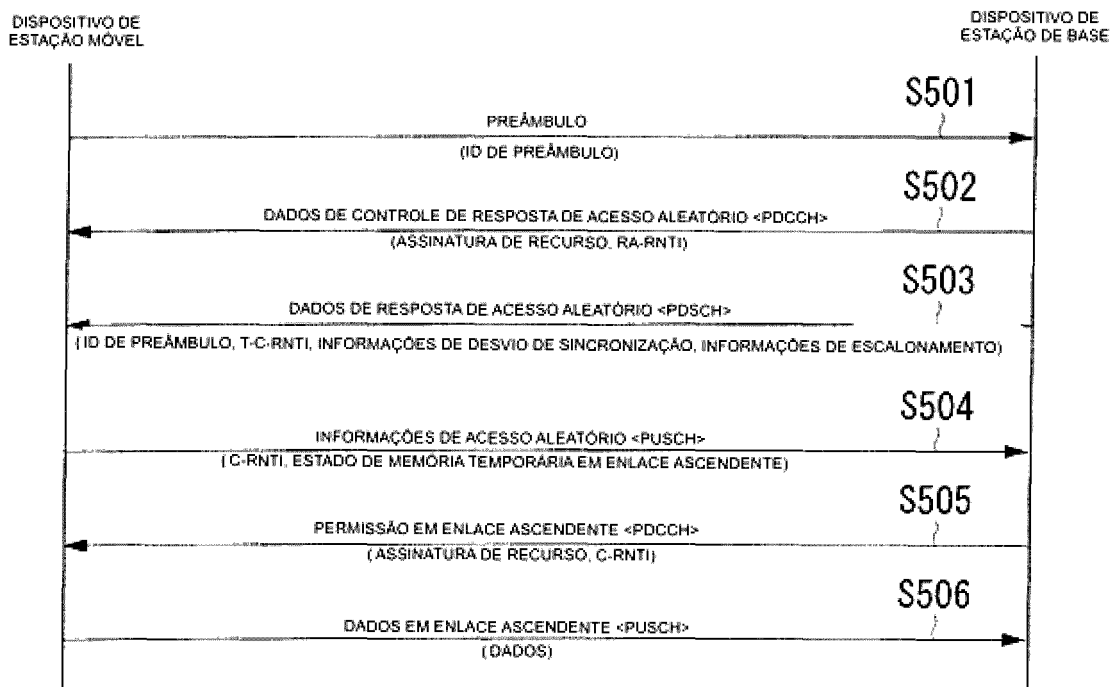 DISPOSITIVO DE
ESTAÇÃO MÓVEL
DISPOSITIVO DE
ESTAÇÃO DE BASE
S501
PREÂMBULO
(ID DE PREÂMBULO)
S502
DADOS DE CONTROLE DE RESPOSTA DE ACESSO ALEATÓRIO <PDCCH>
(ASSINATURA DE RECURSO, RA-RNTI)
S503
DADOS DE RESPOSTA DE ACESSO ALEATÓRIO <PDSCH>
(ID DE PREÂMBULO, T-C-RNTI, INFORMAÇÕES DE DESVIO DE SINCRONIZAÇÃO, INFORMAÇÕES DE ESCALONAMENTO)
S504
INFORMAÇÕES DE ACESSO ALEATÓRIO <PUSCH>
(C-RNTI, ESTADO DE MEMÓRIA TEMPORÁRIA EM ENLACE ASCENDENTE)
S505
PERMISSÃO EM ENLACE ASCENDENTE <PDCCH>
(ASSINATURA DE RECURSO, C-RNTI)
S506
DADOS EM ENLACE ASCENDENTE <PUSCH>
(DADOS)